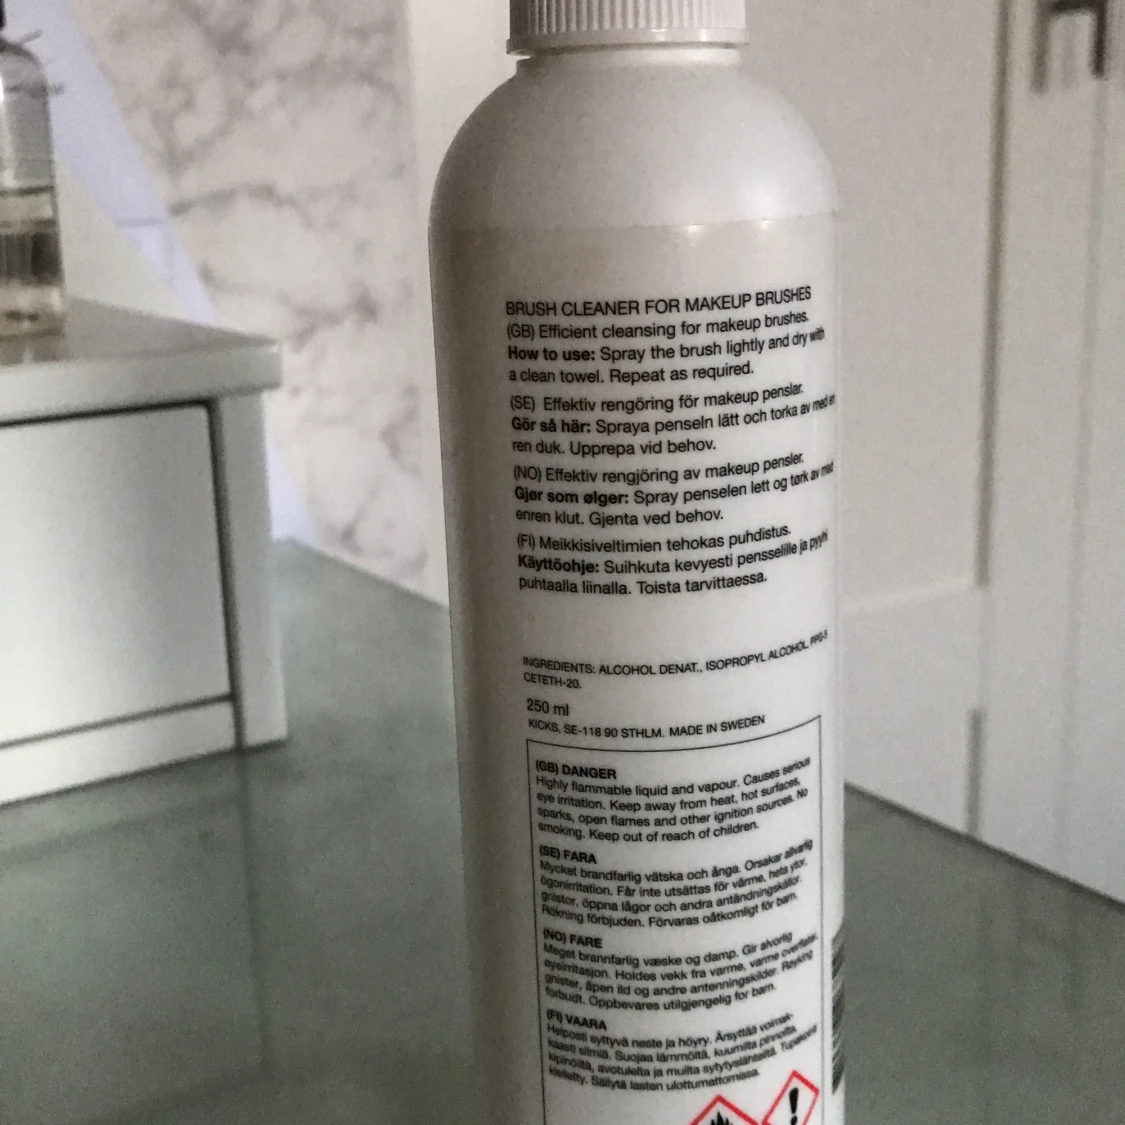 BRUSH CLEANER FOR MAKEUP BRUSHES
(GB) Efficient cleansing for makeup brushes.
How to use: Spray the brush lightly and dry with
a clean towel. Repeat as required.
(SE) Effektiv rengöring för makeup penslar.
Gör så här: Spraya penseln lätt och torka av med en
ren duk. Upprepa vid behov.
(NO) Effektiv rengjöring av makeup pensler.
Gjør som ølger: Spray penselen lett og tørk av med
enren klut. Gjenta ved behov.
(FI) Meikkisiveltimien tehokas puhdistus.
Käyttöohje: Suihkuta kevyesti pensselille ja pyyhi
puhtaalla liinalla. Toista tarvittaessa.
INGREDIENTS: ALCOHOL DENAT., ISOPROPYL ALCOHOL, PPG-5
CETETH-20.
250 ml
KICKS, SE-118 90 STHLM. MADE IN SWEDEN
(GB) DANGER
Highly flammable liquid and vapour. Causes serious
eye irritation. Keep away from heat, hot surfaces,
sparks, open flames and other ignition sources. No
smoking. Keep out of reach of children.
(SE) FARA
Mycket brandfarlig vätska och ånga. Orsakar allvarlig
ögonirritation. Får inte utsättas för värme, heta ytor,
gnistor, öppna lågor och andra antändningskällor.
Rökning förbjuden. Förvaras oåtkomligt för barn.
(NO) FARE
Meget brannfarlig væske og damp. Gir alvorlig
øyeirritasjon. Holdes vekk fra varme, varme overflater,
gnister, åpen ild og andre antenningskilder. Røyking
forbudt. Oppbevares utilgjengelig for barn.
(FI) VAARA
Helposti syttyvä neste ja höyry. Ärsyttää voimak-
kaasti silmiä. Suojaa lämmöltä, kuumilta pinnoilta,
kipinöiltä, avotulelta ja muilta sytytyslähteiltä. Tupakointi
kielletty. Säilytä lasten ulottumattomissa.